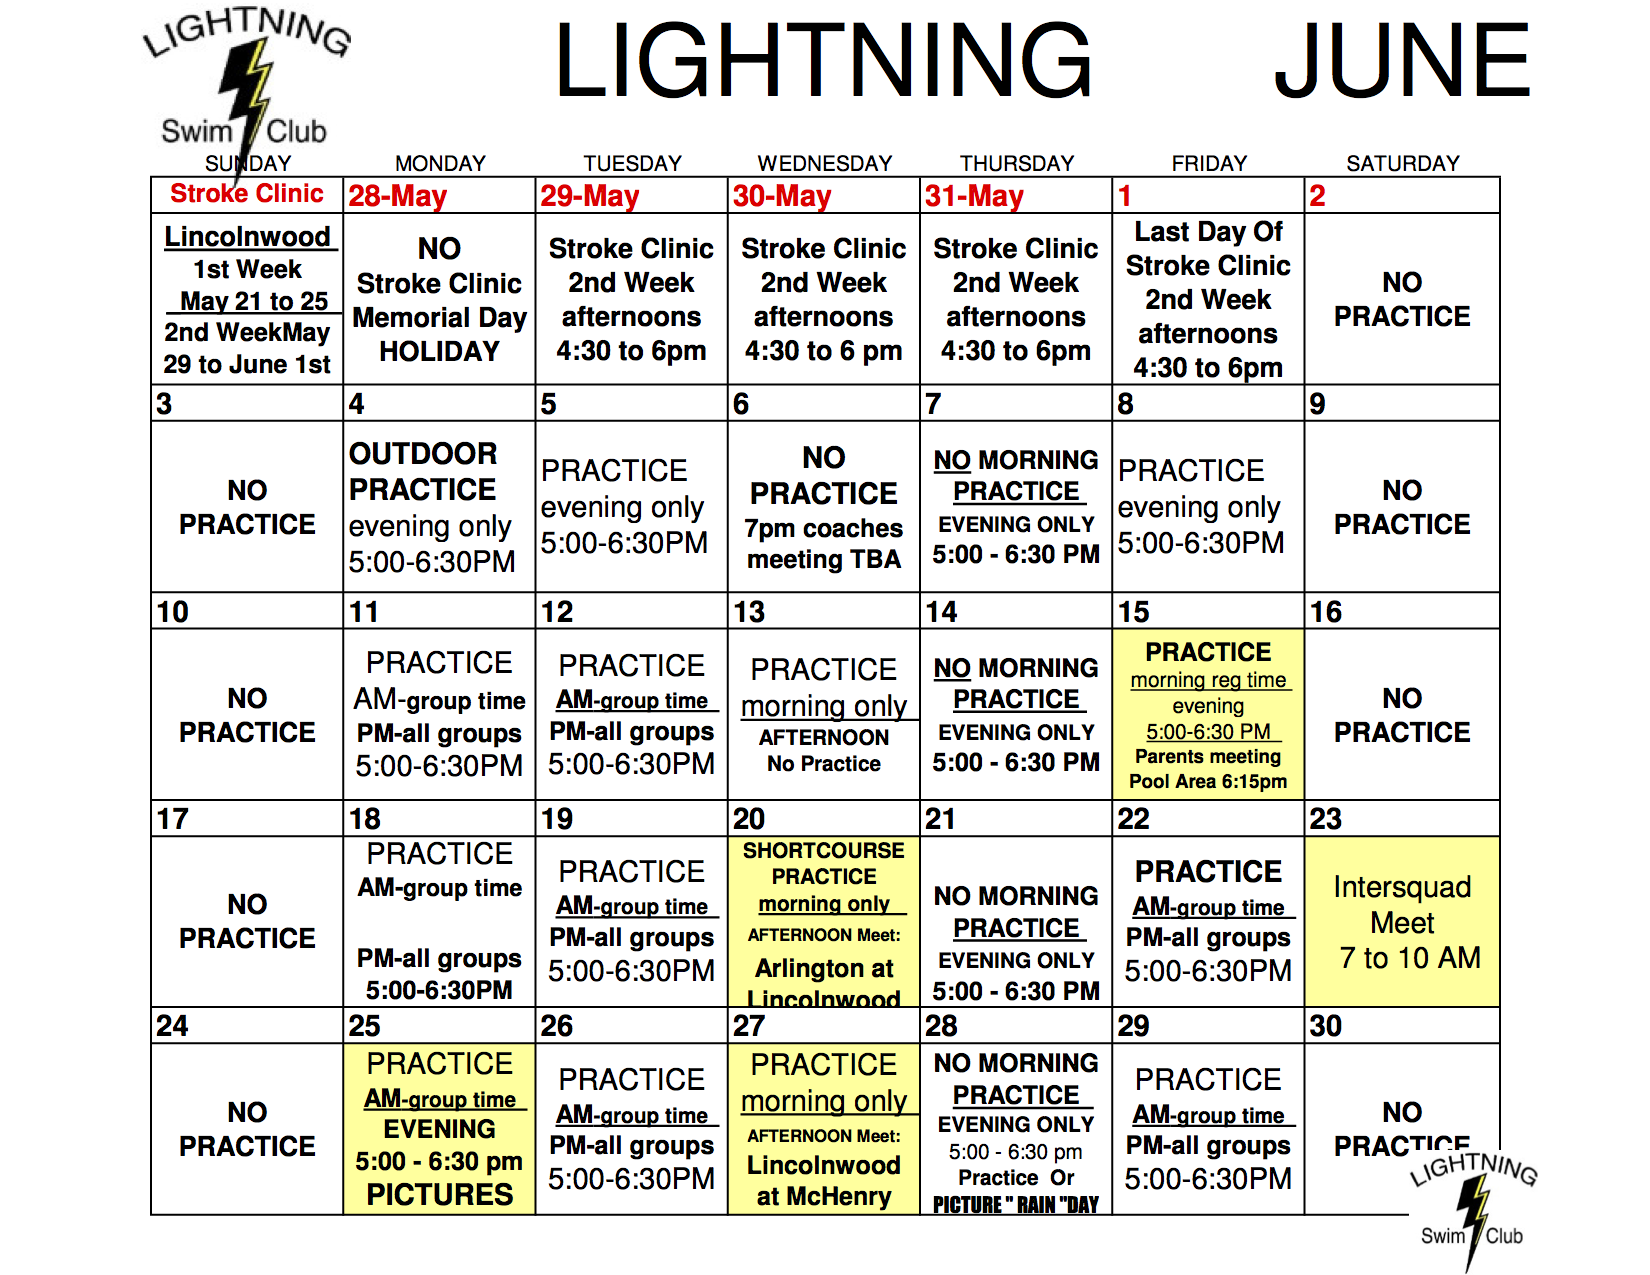 LIGHTNING
Swim Club
LIGHTNING JUNE
SUNDAY MONDAY TUESDAY WEDNESDAY THURSDAY FRIDAY SATURDAY
Stroke Clinic 28-May 29-May 30-May 31-May 1 2
Lincolnwood
1st Week
May 21 to 25
2nd WeekMay
29 to June 1st
NO
Stroke Clinic
Memorial Day
HOLIDAY
Stroke Clinic
2nd Week
afternoons
4:30 to 6pm
Stroke Clinic
2nd Week
afternoons
4:30 to 6 pm
Stroke Clinic
2nd Week
afternoons
4:30 to 6pm
Last Day Of
Stroke Clinic
2nd Week
afternoons
4:30 to 6pm
NO
PRACTICE
3 4 5 6 7 8 9
NO
PRACTICE
OUTDOOR
PRACTICE
evening only
5:00-6:30PM
PRACTICE
evening only
5:00-6:30PM
NO
PRACTICE
7pm coaches
meeting TBA
NO MORNING
PRACTICE
EVENING ONLY
5:00 - 6:30 PM
PRACTICE
evening only
5:00-6:30PM
NO
PRACTICE
10 11 12 13 14 15 16
NO
PRACTICE
PRACTICE
AM-group time
PM-all groups
5:00-6:30PM
PRACTICE
AM-group time
PM-all groups
5:00-6:30PM
PRACTICE
morning only
AFTERNOON
No Practice
NO MORNING
PRACTICE
EVENING ONLY
5:00 - 6:30 PM
PRACTICE
morning reg time
evening
5:00-6:30 PM
Parents meeting
Pool Area 6:15pm
NO
PRACTICE
17 18 19 20 21 22 23
NO
PRACTICE
PRACTICE
AM-group time
PM-all groups
5:00-6:30PM
PRACTICE
AM-group time
PM-all groups
5:00-6:30PM
SHORTCOURSE
PRACTICE
morning only
AFTERNOON Meet:
Arlington at
Lincolnwood
NO MORNING
PRACTICE
EVENING ONLY
5:00 - 6:30 PM
PRACTICE
AM-group time
PM-all groups
5:00-6:30PM
Intersquad
Meet
7 to 10 AM
24 25 26 27 28 29 30
NO
PRACTICE
PRACTICE
AM-group time
EVENING
5:00 - 6:30 pm
PICTURES
PRACTICE
AM-group time
PM-all groups
5:00-6:30PM
PRACTICE
morning only
AFTERNOON Meet:
Lincolnwood
at McHenry
NO MORNING
PRACTICE
EVENING ONLY
5:00 - 6:30 pm
Practice Or
PICTURE " RAIN "DAY
PRACTICE
AM-group time
PM-all groups
5:00-6:30PM
NO
PRACTICE
LIGHTNING
Swim Club